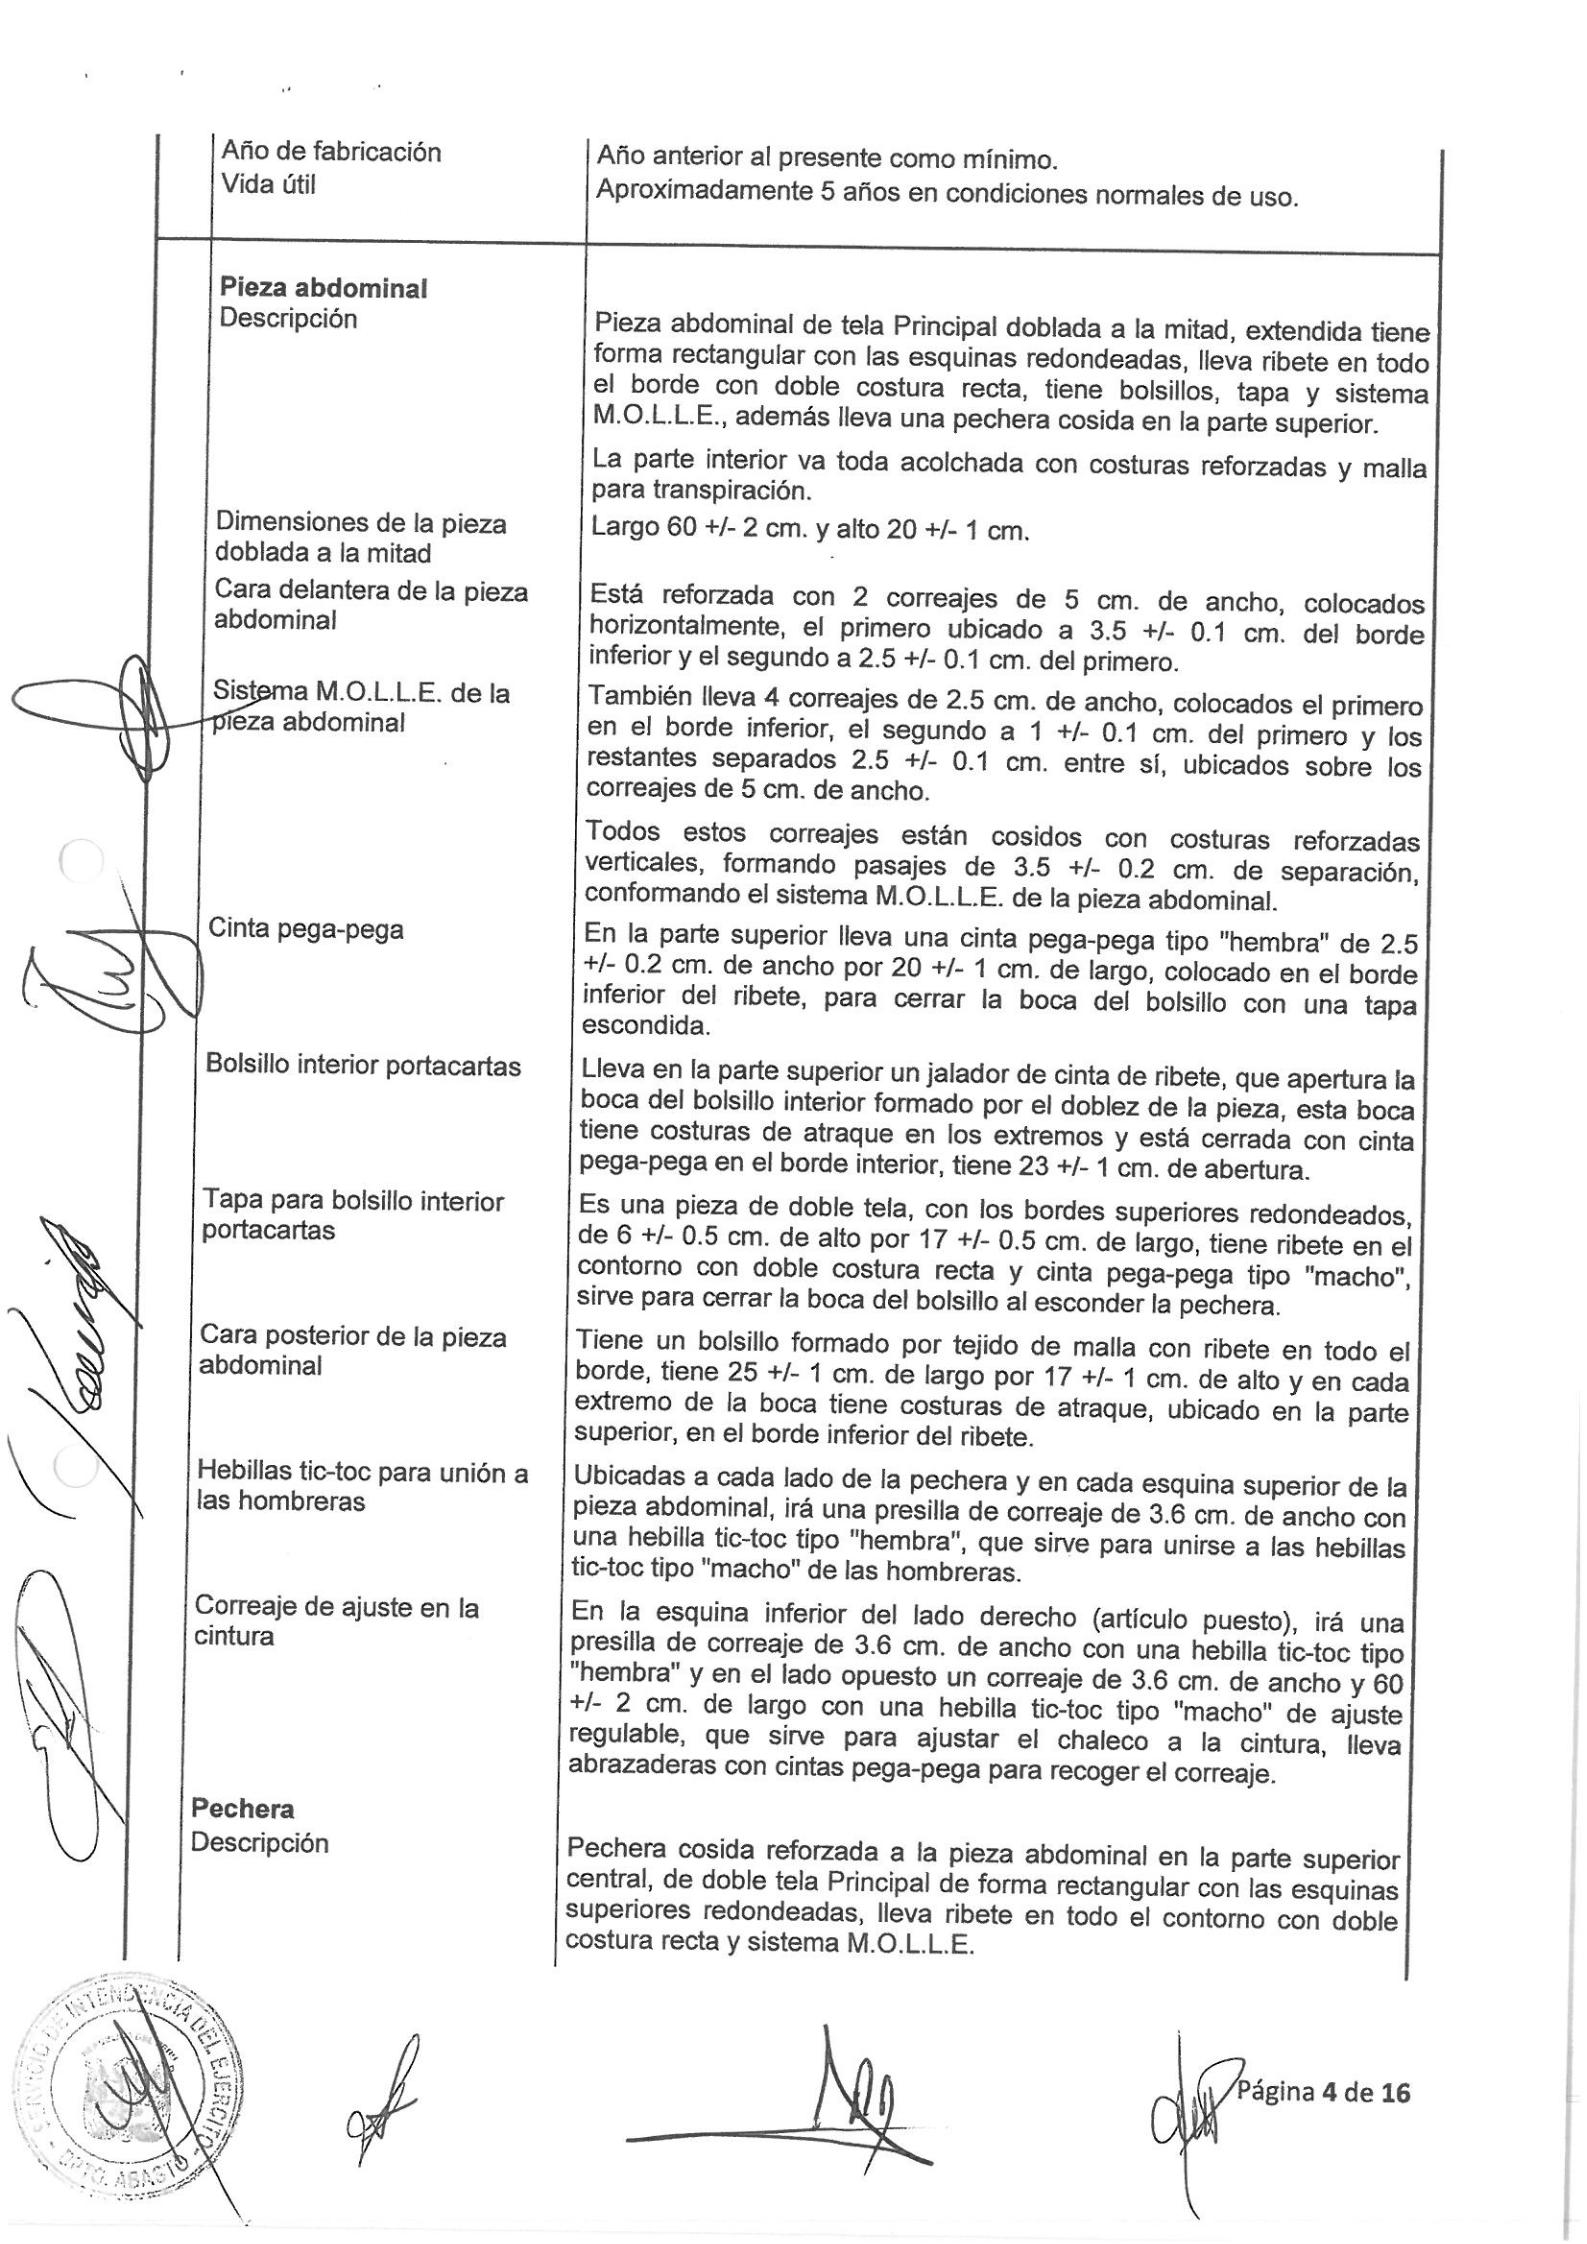 Año de fabricación
Año anterior al presente como mínimo.
Vida útil
Aproximadamente 5 años en condiciones normales de uso.
Pieza abdominal
Descripción
Pieza abdominal de tela Principal doblada a la mitad, extendida tiene
forma rectangular con las esquinas redondeadas, lleva ribete en todo
el borde con doble costura recta, tiene bolsillos, tapa y sistema
M.O.L.L.E., además lleva una pechera cosida en la parte superior.
La parte interior va toda acolchada con costuras reforzadas y malla
para transpiración.
Dimensiones de la pieza
doblada a la mitad
Largo 60 +/- 2 cm. y alto 20 +/- 1 cm.
Cara delantera de la pieza
abdominal
Está reforzada con 2 correajes de 5 cm. de ancho, colocados
horizontalmente, el primero ubicado a 3.5 +/- 0.1 cm. del borde
inferior y el segundo a 2.5 +/- 0.1 cm. del primero.
Sistema M.O.L.L.E. de la
pieza abdominal
También lleva 4 correajes de 2.5 cm. de ancho, colocados el primero
en el borde inferior, el segundo a 1 +/- 0.1 cm. del primero y los
restantes separados 2.5 +/- 0.1 cm. entre sí, ubicados sobre los
correajes de 5 cm. de ancho.
Todos estos correajes están cosidos con costuras reforzadas
verticales, formando pasajes de 3.5 +/- 0.2 cm. de separación,
conformando el sistema M.O.L.L.E. de la pieza abdominal.
Cinta pega-pega
En la parte superior lleva una cinta pega-pega tipo "hembra" de 2.5
+/- 0.2 cm. de ancho por 20 +/- 1 cm. de largo, colocado en el borde
inferior del ribete, para cerrar la boca del bolsillo con una tapa
escondida.
Bolsillo interior portacartas
Lleva en la parte superior un jalador de cinta de ribete, que apertura la
boca del bolsillo interior formado por el doblez de la pieza, esta boca
tiene costuras de atraque en los extremos y está cerrada con cinta
pega-pega en el borde interior, tiene 23 +/- 1 cm. de abertura.
Tapa para bolsillo interior
portacartas
Es una pieza de doble tela, con los bordes superiores redondeados,
de 6 +/- 0.5 cm. de alto por 17 +/- 0.5 cm. de largo, tiene ribete en el
contorno con doble costura recta y cinta pega-pega tipo "macho",
sirve para cerrar la boca del bolsillo al esconder la pechera.
Cara posterior de la pieza
abdominal
Tiene un bolsillo formado por tejido de malla con ribete en todo el
borde, tiene 25 +/- 1 cm. de largo por 17 +/- 1 cm. de alto y en cada
extremo de la boca tiene costuras de atraque, ubicado en la parte
superior, en el borde inferior del ribete.
Hebillas tic-toc para unión a
las hombreras
Ubicadas a cada lado de la pechera y en cada esquina superior de la
pieza abdominal, irá una presilla de correaje de 3.6 cm. de ancho con
una hebilla tic-toc tipo "hembra", que sirve para unirse a las hebillas
tic-toc tipo "macho" de las hombreras.
Correaje de ajuste en la
cintura
En la esquina inferior del lado derecho (artículo puesto), irá una
presilla de correaje de 3.6 cm. de ancho con una hebilla tic-toc tipo
"hembra" y en el lado opuesto un correaje de 3.6 cm. de ancho y 60
+/- 2 cm. de largo con una hebilla tic-toc tipo "macho" de ajuste
regulable, que sirve para ajustar el chaleco a la cintura, lleva
abrazaderas con cintas pega-pega para recoger el correaje.
Pechera
Descripción
Pechera cosida reforzada a la pieza abdominal en la parte superior
central, de doble tela Principal de forma rectangular con las esquinas
superiores redondeadas, lleva ribete en todo el contorno con doble
costura recta y sistema M.O.L.L.E.
SERVICIO DE INTENDENCIA DEL EJERCITO
DPTO. ABASTO
Página 4 de 16